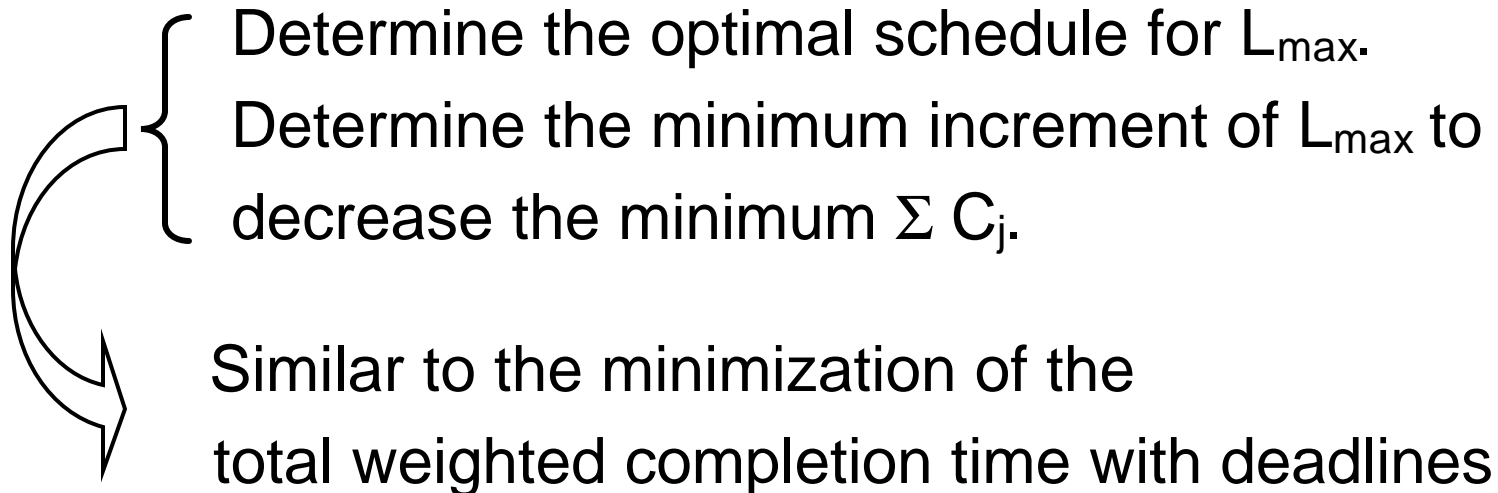 Determine the optimal schedule for Lmax.
Determine the minimum increment of Lmax to
decrease the minimum Σ Cj.
Similar to the minimization of the
total weighted completion time with deadlines